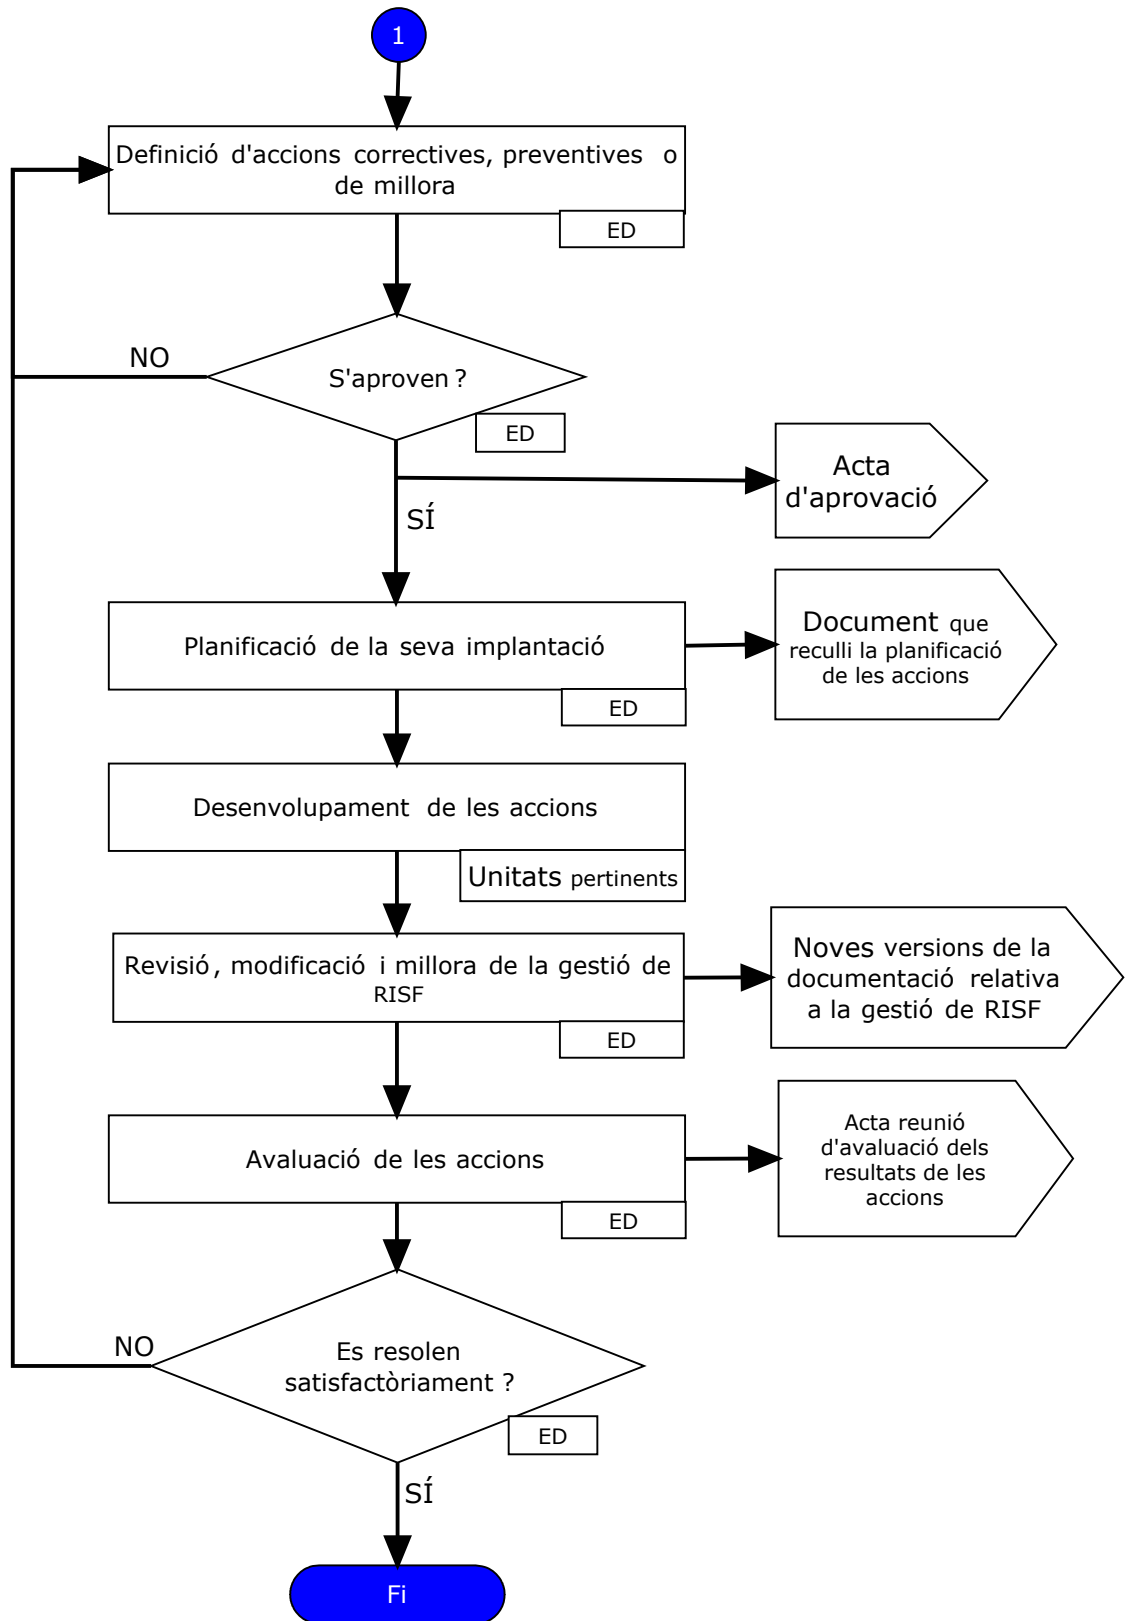 1
Definició d'accions correctives, preventives o
de millora
ED
NO
S'aproven ?
ED
Acta
d'aprovació
SÍ
Document que
reculli la planificació
de les accions
Planificació de la seva implantació
ED
Desenvolupament de les accions
Unitats pertinents
Revisió, modificació i millora de la gestió de
RISF
ED
Noves versions de la
documentació relativa
a la gestió de RISF
Avaluació de les accions
ED
Acta reunió
d'avaluació dels
resultats de les
accions
NO
Es resolen
satisfactòriament ?
ED
SÍ
Fi